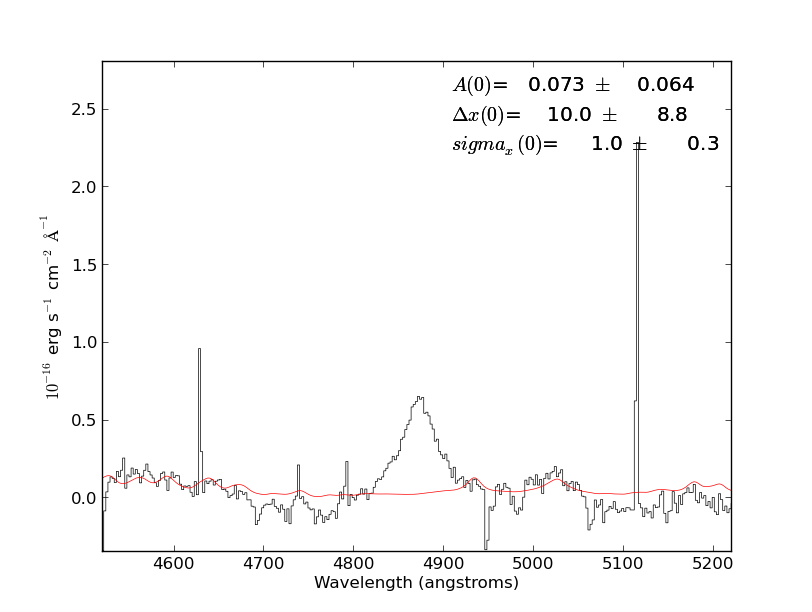 A(0)= 0.073 ± 0.064
Δx(0)= 10.0 ± 8.8
sigmaₓ(0)= 1.0 ± 0.3
10⁻¹⁶ erg s⁻¹ cm⁻² Å⁻¹
2.5
2.0
1.5
1.0
0.5
0.0
4600 4700 4800 4900 5000 5100 5200
Wavelength (angstroms)